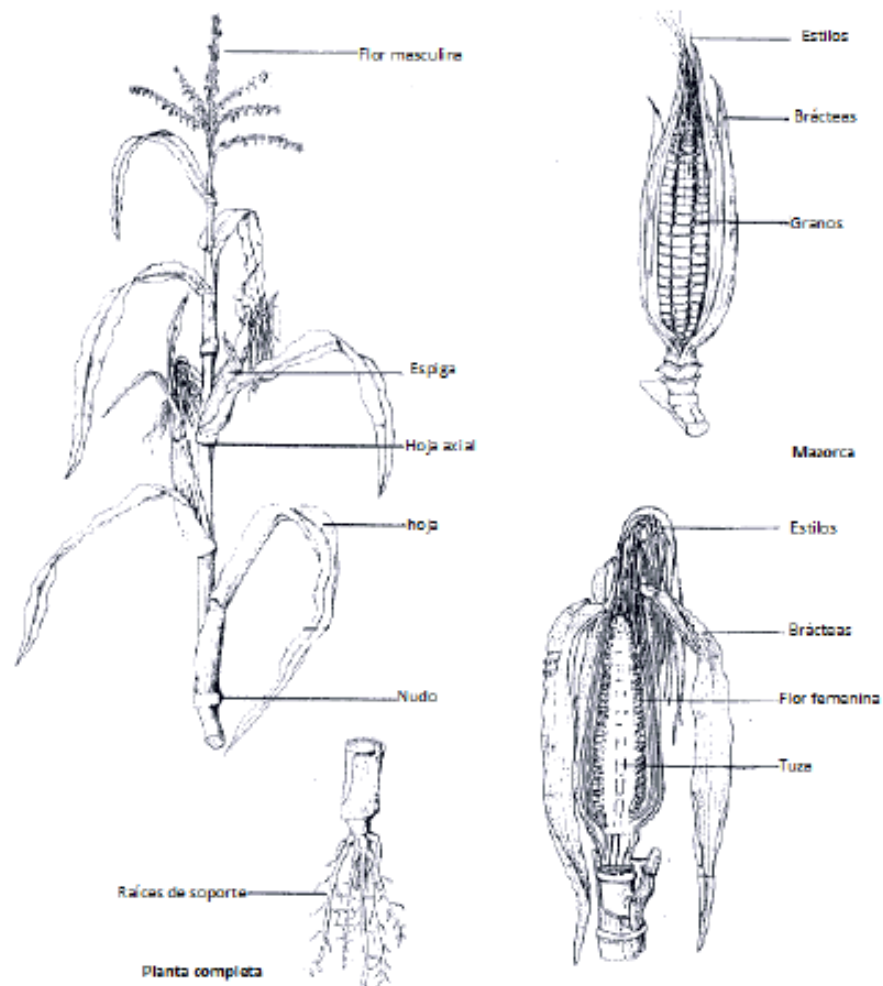 Flor masculina
Espiga
Hoja axial
hoja
Nudo
Raíces de soporte
Planta completa
Estilos
Brácteas
Granos
Mazorca
Estilos
Brácteas
Flor femenina
Tuza